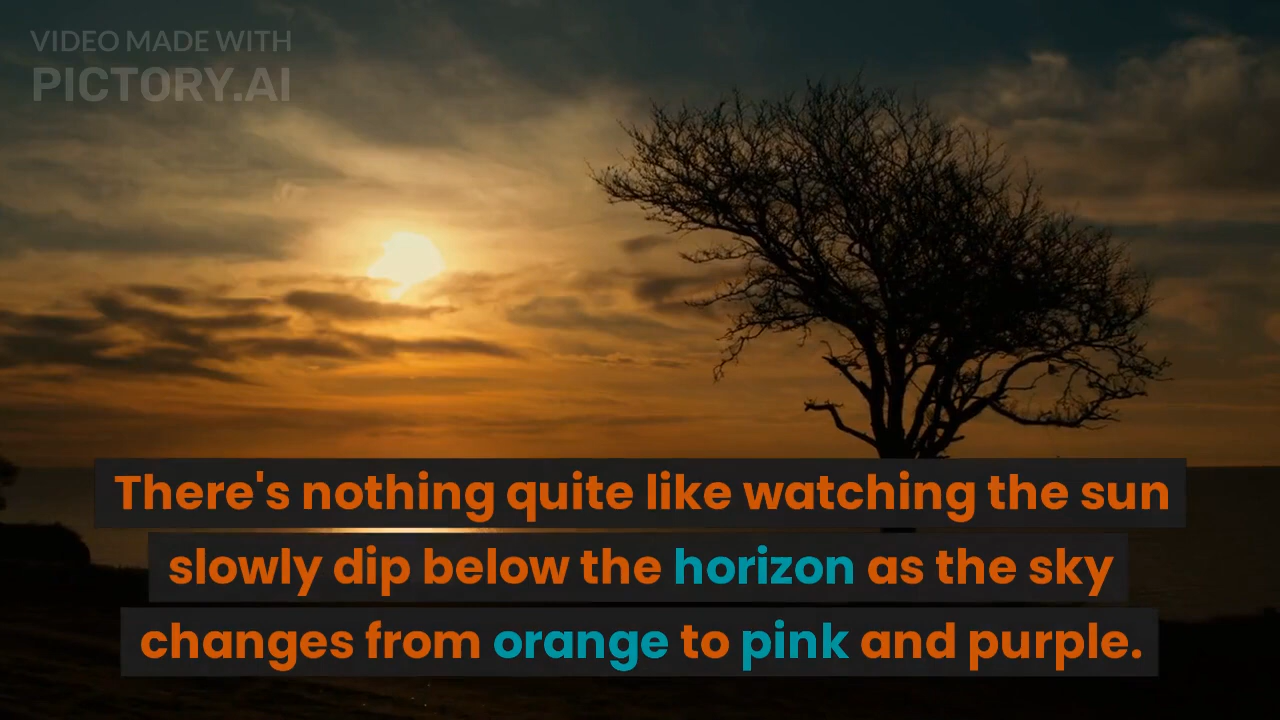 VIDEO MADE WITH
PICTORY.AI
There's nothing quite like watching the sun
slowly dip below the horizon as the sky
changes from orange to pink and purple.